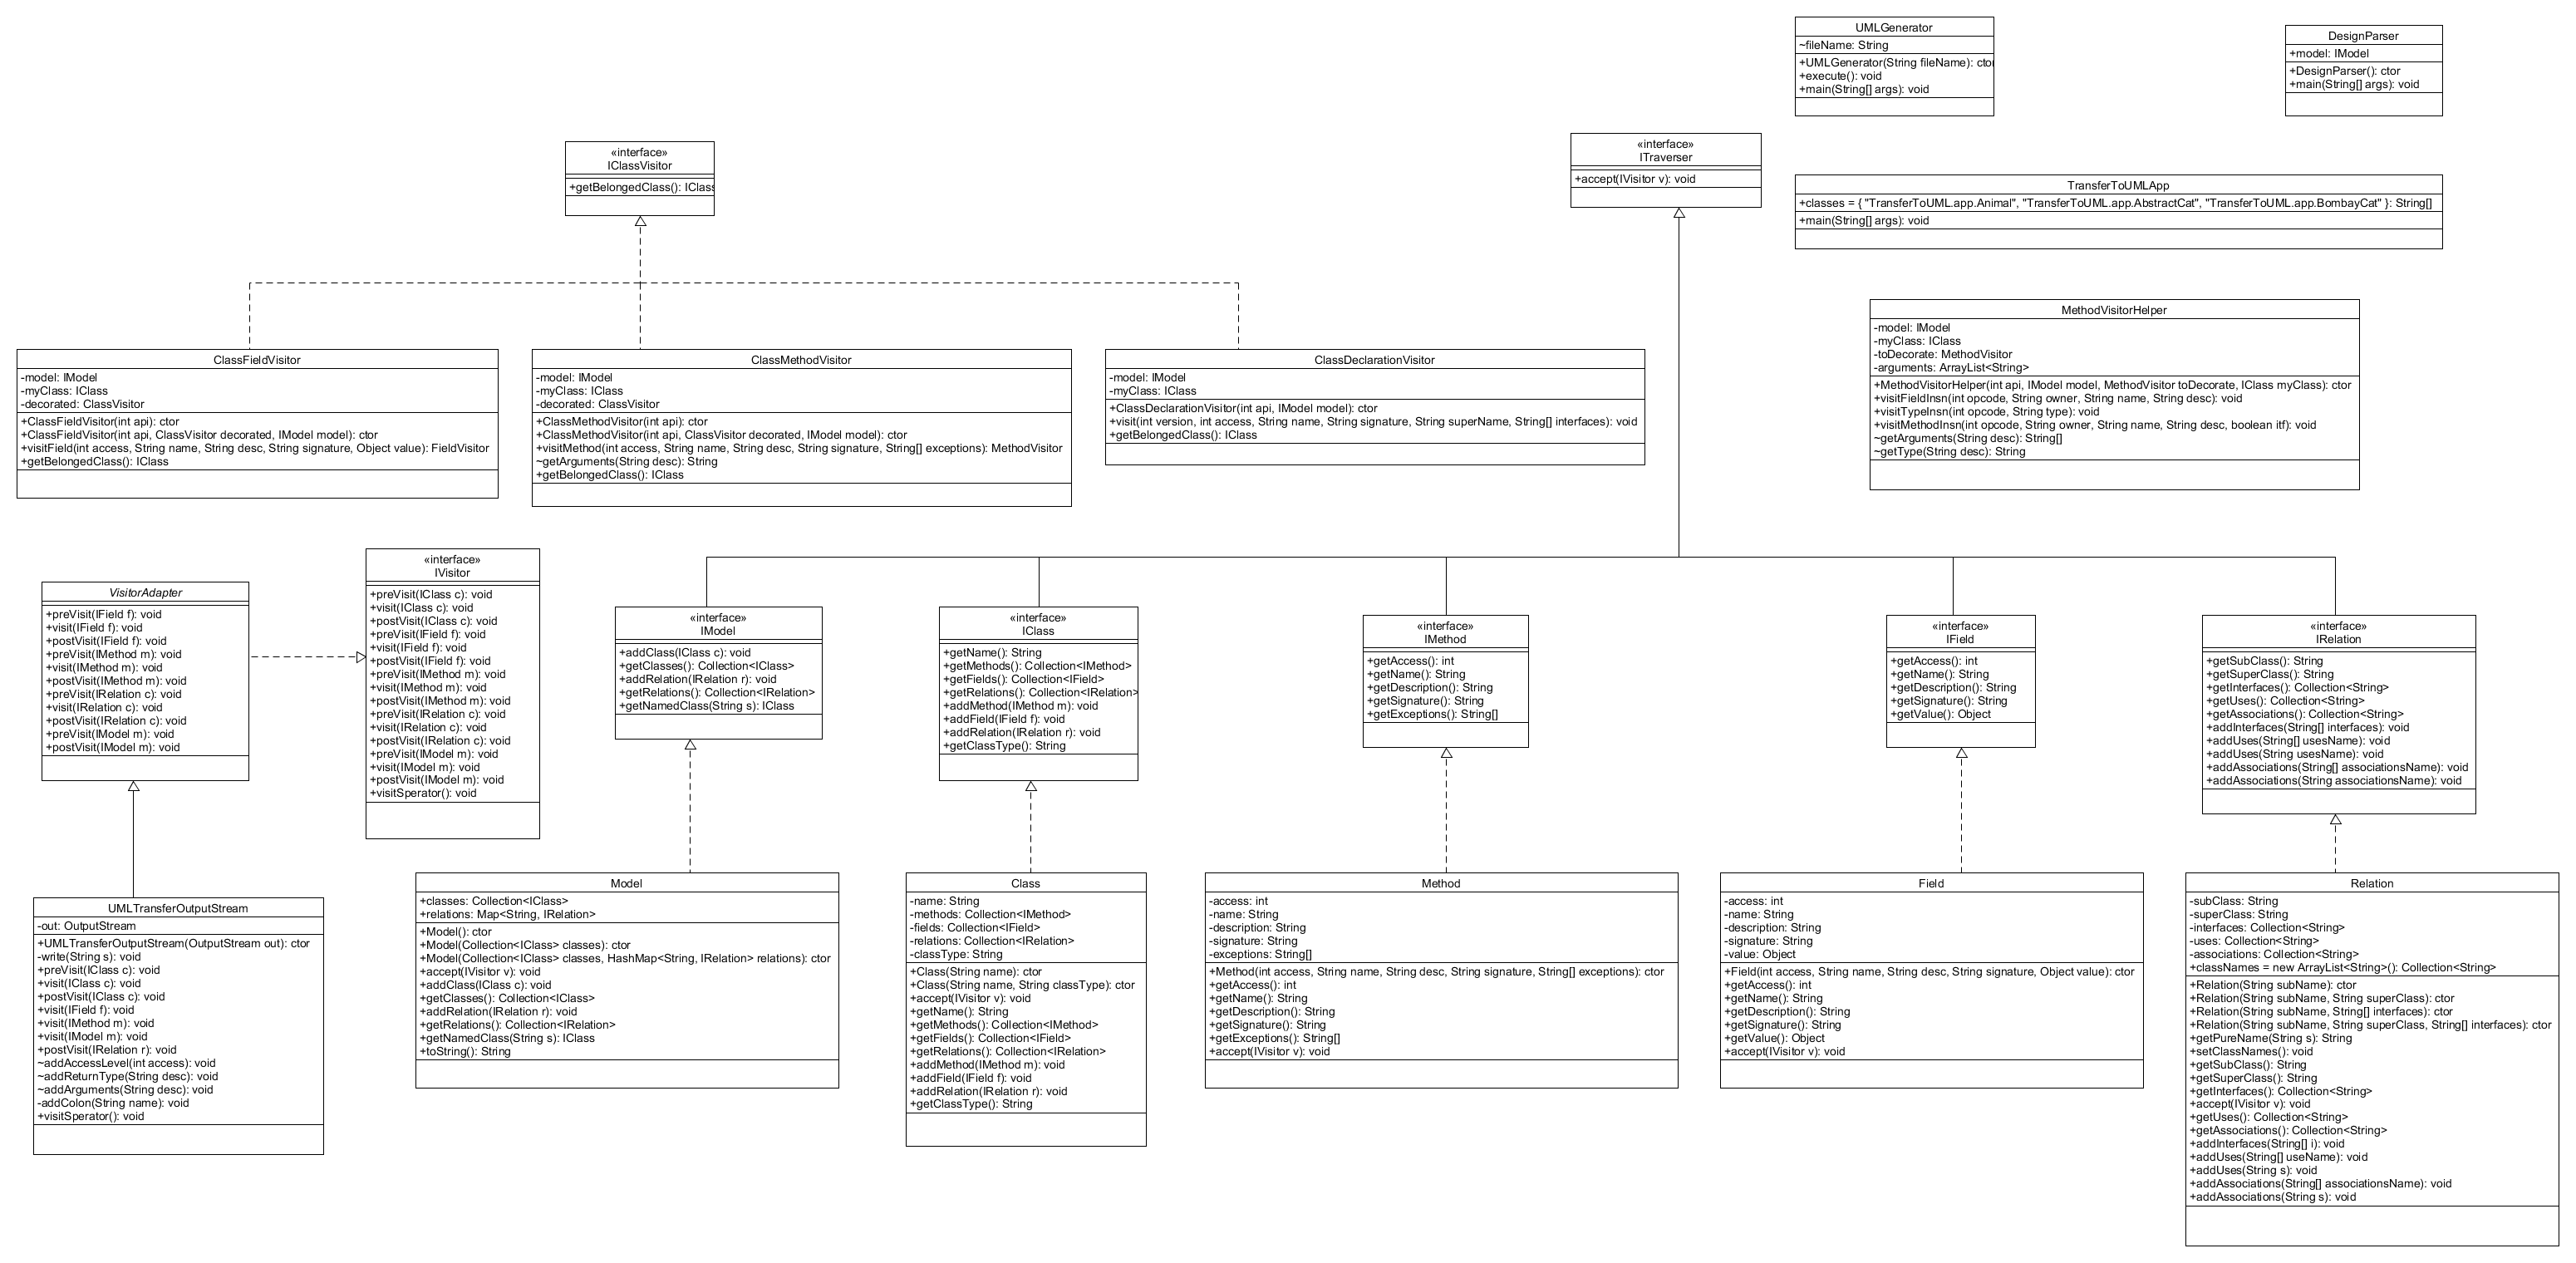 UMLGenerator
~fileName: String
+UMLGenerator(String fileName): ctor
+execute(): void
+main(String[] args): void
DesignParser
+model: IModel
+DesignParser(): ctor
+main(String[] args): void
«interface»
IClassVisitor
+getBelongedClass(): IClass
«interface»
ITraverser
+accept(IVisitor v): void
TransferToUMLApp
+classes = { "TransferToUML.app.Animal", "TransferToUML.app.AbstractCat", "TransferToUML.app.BombayCat" }: String[]
+main(String[] args): void
MethodVisitorHelper
-model: IModel
-myClass: IClass
-toDecorate: MethodVisitor
-arguments: ArrayList<String>
+MethodVisitorHelper(int api, IModel model, MethodVisitor toDecorate, IClass myClass): ctor
+visitFieldInsn(int opcode, String owner, String name, String desc): void
+visitTypeInsn(int opcode, String type): void
+visitMethodInsn(int opcode, String owner, String name, String desc, boolean itf): void
~getArguments(String desc): String[]
~getType(String desc): String
ClassFieldVisitor
-model: IModel
-myClass: IClass
-decorated: ClassVisitor
+ClassFieldVisitor(int api): ctor
+ClassFieldVisitor(int api, ClassVisitor decorated, IModel model): ctor
+visitField(int access, String name, String desc, String signature, Object value): FieldVisitor
+getBelongedClass(): IClass
ClassMethodVisitor
-model: IModel
-myClass: IClass
-decorated: ClassVisitor
+ClassMethodVisitor(int api): ctor
+ClassMethodVisitor(int api, ClassVisitor decorated, IModel model): ctor
+visitMethod(int access, String name, String desc, String signature, String[] exceptions): MethodVisitor
~getArguments(String desc): String
+getBelongedClass(): IClass
ClassDeclarationVisitor
-model: IModel
-myClass: IClass
+ClassDeclarationVisitor(int api, IModel model): ctor
+visit(int version, int access, String name, String signature, String superName, String[] interfaces): void
+getBelongedClass(): IClass
VisitorAdapter
+preVisit(IField f): void
+visit(IField f): void
+postVisit(IField f): void
+preVisit(IMethod m): void
+visit(IMethod m): void
+postVisit(IMethod m): void
+preVisit(IRelation c): void
+visit(IRelation c): void
+postVisit(IRelation c): void
+preVisit(IModel m): void
+postVisit(IModel m): void
«interface»
IVisitor
+preVisit(IClass c): void
+visit(IClass c): void
+postVisit(IClass c): void
+preVisit(IField f): void
+visit(IField f): void
+postVisit(IField f): void
+preVisit(IMethod m): void
+visit(IMethod m): void
+postVisit(IMethod m): void
+preVisit(IRelation c): void
+visit(IRelation c): void
+postVisit(IRelation c): void
+preVisit(IModel m): void
+visit(IModel m): void
+postVisit(IModel m): void
+visitSperator(): void
«interface»
IModel
+addClass(IClass c): void
+getClasses(): Collection<IClass>
+addRelation(IRelation r): void
+getRelations(): Collection<IRelation>
+getNamedClass(String s): IClass
«interface»
IClass
+getName(): String
+getMethods(): Collection<IMethod>
+getFields(): Collection<IField>
+getRelations(): Collection<IRelation>
+addMethod(IMethod m): void
+addField(IField f): void
+addRelation(IRelation r): void
+getClassType(): String
«interface»
IMethod
+getAccess(): int
+getName(): String
+getDescription(): String
+getSignature(): String
+getExceptions(): String[]
«interface»
IField
+getAccess(): int
+getName(): String
+getDescription(): String
+getSignature(): String
+getValue(): Object
«interface»
IRelation
+getSubClass(): String
+getSuperClass(): String
+getInterfaces(): Collection<String>
+getUses(): Collection<String>
+getAssociations(): Collection<String>
+addInterfaces(String[] interfaces): void
+addUses(String[] usesName): void
+addUses(String usesName): void
+addAssociations(String[] associationsName): void
+addAssociations(String associationsName): void
UMLTransferOutputStream
-out: OutputStream
+UMLTransferOutputStream(OutputStream out): ctor
-write(String s): void
+preVisit(IClass c): void
+visit(IClass c): void
+postVisit(IClass c): void
+visit(IField f): void
+visit(IMethod m): void
+visit(IModel m): void
+postVisit(IRelation r): void
~addAccessLevel(int access): void
~addReturnType(String desc): void
~addArguments(String desc): void
-addColon(String name): void
+visitSperator(): void
Model
+classes: Collection<IClass>
+relations: Map<String, IRelation>
+Model(): ctor
+Model(Collection<IClass> classes): ctor
+Model(Collection<IClass> classes, HashMap<String, IRelation> relations): ctor
+accept(IVisitor v): void
+addClass(IClass c): void
+getClasses(): Collection<IClass>
+addRelation(IRelation r): void
+getRelations(): Collection<IRelation>
+getNamedClass(String s): IClass
+toString(): String
Class
-name: String
-methods: Collection<IMethod>
-fields: Collection<IField>
-relations: Collection<IRelation>
-classType: String
+Class(String name): ctor
+Class(String name, String classType): ctor
+accept(IVisitor v): void
+getName(): String
+getMethods(): Collection<IMethod>
+getFields(): Collection<IField>
+getRelations(): Collection<IRelation>
+addMethod(IMethod m): void
+addField(IField f): void
+addRelation(IRelation r): void
+getClassType(): String
Method
-access: int
-name: String
-description: String
-signature: String
-exceptions: String[]
+Method(int access, String name, String desc, String signature, String[] exceptions): ctor
+getAccess(): int
+getName(): String
+getDescription(): String
+getSignature(): String
+getExceptions(): String[]
+accept(IVisitor v): void
Field
-access: int
-name: String
-description: String
-signature: String
-value: Object
+Field(int access, String name, String desc, String signature, Object value): ctor
+getAccess(): int
+getName(): String
+getDescription(): String
+getSignature(): String
+getValue(): Object
+accept(IVisitor v): void
Relation
-subClass: String
-superClass: String
-interfaces: Collection<String>
-uses: Collection<String>
-associations: Collection<String>
+classNames = new ArrayList<String>(): Collection<String>
+Relation(String subName): ctor
+Relation(String subName, String superClass): ctor
+Relation(String subName, String[] interfaces): ctor
+Relation(String subName, String superClass, String[] interfaces): ctor
+getPureName(String s): String
+setClassNames(): void
+getSubClass(): String
+getSuperClass(): String
+getInterfaces(): Collection<String>
+accept(IVisitor v): void
+getUses(): Collection<String>
+getAssociations(): Collection<String>
+addInterfaces(String[] i): void
+addUses(String[] useName): void
+addUses(String s): void
+addAssociations(String[] associationsName): void
+addAssociations(String s): void